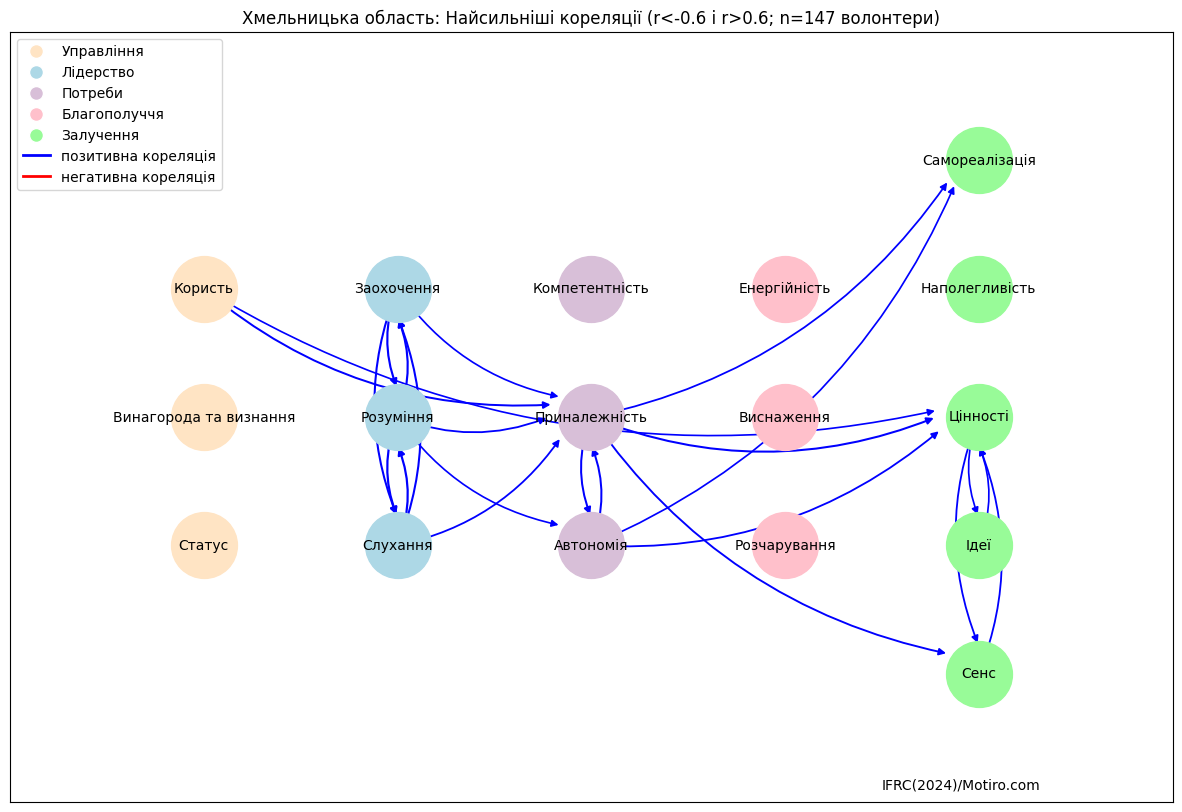 Хмельницька область: Найсильніші кореляції (r<-0.6 і r>0.6; n=147 волонтери)
Управління
Лідерство
Потреби
Благополуччя
Залучення
позитивна кореляція
негативна кореляція
Самореалізація
Користь
Заохочення
Компетентність
Енергійність
Наполегливість
Винагорода та визнання
Розуміння
Приналежність
Виснаження
Цінності
Статус
Слухання
Автономія
Розчарування
Ідеї
Сенс
IFRC(2024)/Motiro.com